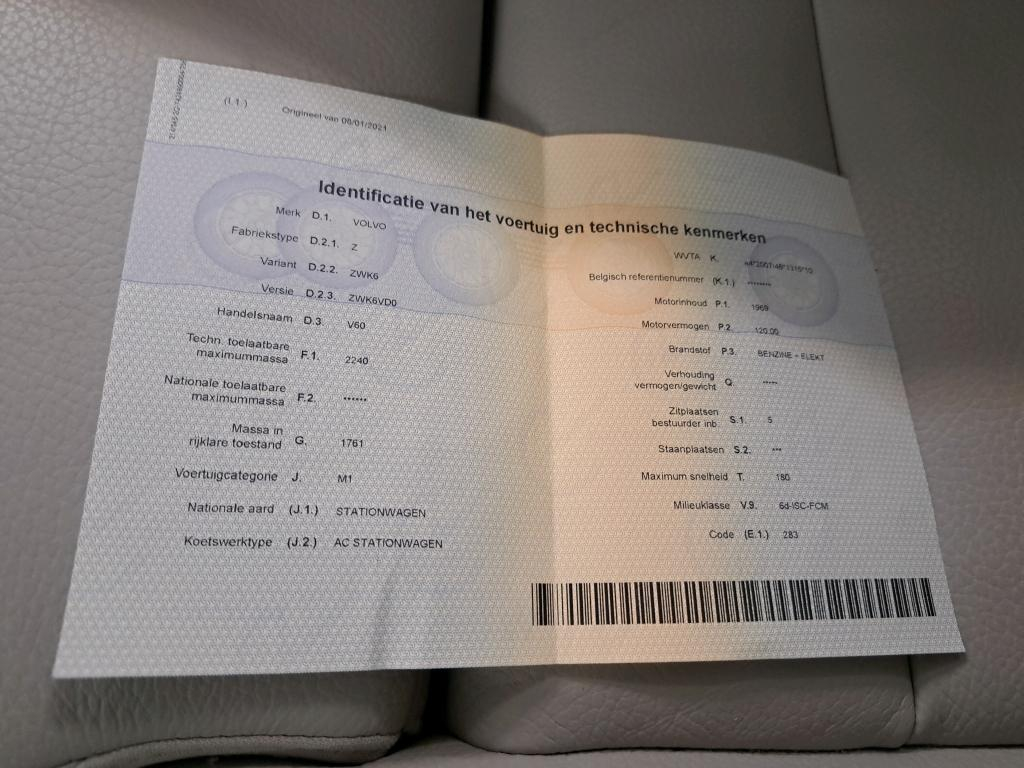 (I.1.) Origineel van 06/01/2021
Identificatie van het voertuig en technische kenmerken
Merk D.1. VOLVO
Fabriekstype D.2.1. Z
Variant D.2.2. ZWK6
Versie D.2.3. ZWK6VD0
Handelsnaam D.3. V60
Techn. toelaatbare
maximummassa F.1. 2240
Nationale toelaatbare
maximummassa F.2. ••••••
Massa in
rijklare toestand G. 1761
Voertuigcategorie J. M1
Nationale aard (J.1.) STATIONWAGEN
Koetswerktype (J.2.) AC STATIONWAGEN
WVTA K.
Belgisch referentienummer (K.1.) ••••••••
Motorinhoud P.1. 1969
Motorvermogen P.2. 120.00
Brandstof P.3. BENZINE + ELEKT
Verhouding
vermogen/gewicht Q. •••••
Zitplaatsen
bestuurder inb. S.1. 5
Staanplaatsen S.2. •••
Maximum snelheid T. 180
Milieuklasse V.9. 6d-ISC-FCM
Code (E.1.) 283